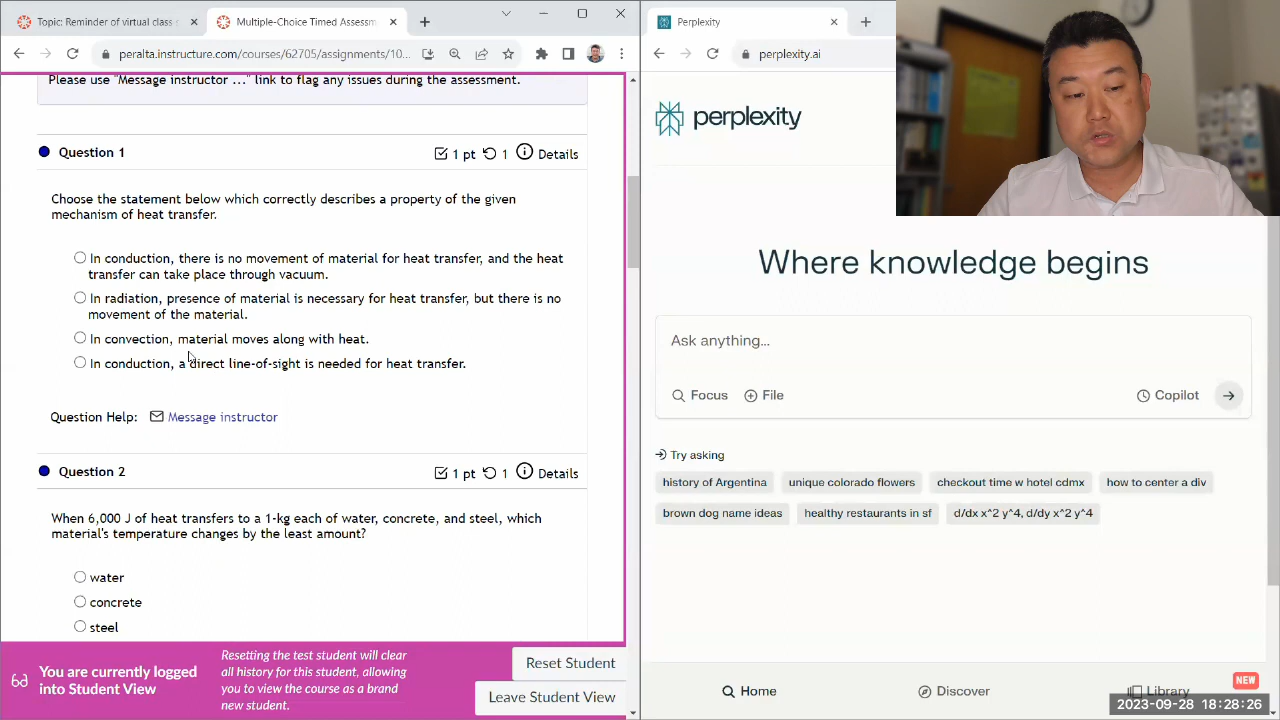 Topic: Reminder of virtual class
Multiple-Choice Timed Assessm
peralta.instructure.com/courses/62705/assignments/10...
Please use "Message instructor ..." link to flag any issues during the assessment.
Question 1
1 pt 1 Details
Choose the statement below which correctly describes a property of the given
mechanism of heat transfer.
In conduction, there is no movement of material for heat transfer, and the heat
transfer can take place through vacuum.
In radiation, presence of material is necessary for heat transfer, but there is no
movement of the material.
In convection, material moves along with heat.
In conduction, a direct line-of-sight is needed for heat transfer.
Question Help: Message instructor
Question 2
1 pt 1 Details
When 6,000 J of heat transfers to a 1-kg each of water, concrete, and steel, which
material's temperature changes by the least amount?
water
concrete
steel
You are currently logged
into Student View
Resetting the test student will clear
all history for this student, allowing
you to view the course as a brand
new student.
Reset Student
Leave Student View
Perplexity
perplexity.ai
perplexity
Where knowledge begins
Ask anything...
Focus File Copilot
Try asking
history of Argentina unique colorado flowers checkout time w hotel cdmx how to center a div
brown dog name ideas healthy restaurants in sf d/dx x^2 y^4, d/dy x^2 y^4
Home Discover Library
NEW
2023-09-28 18:28:26